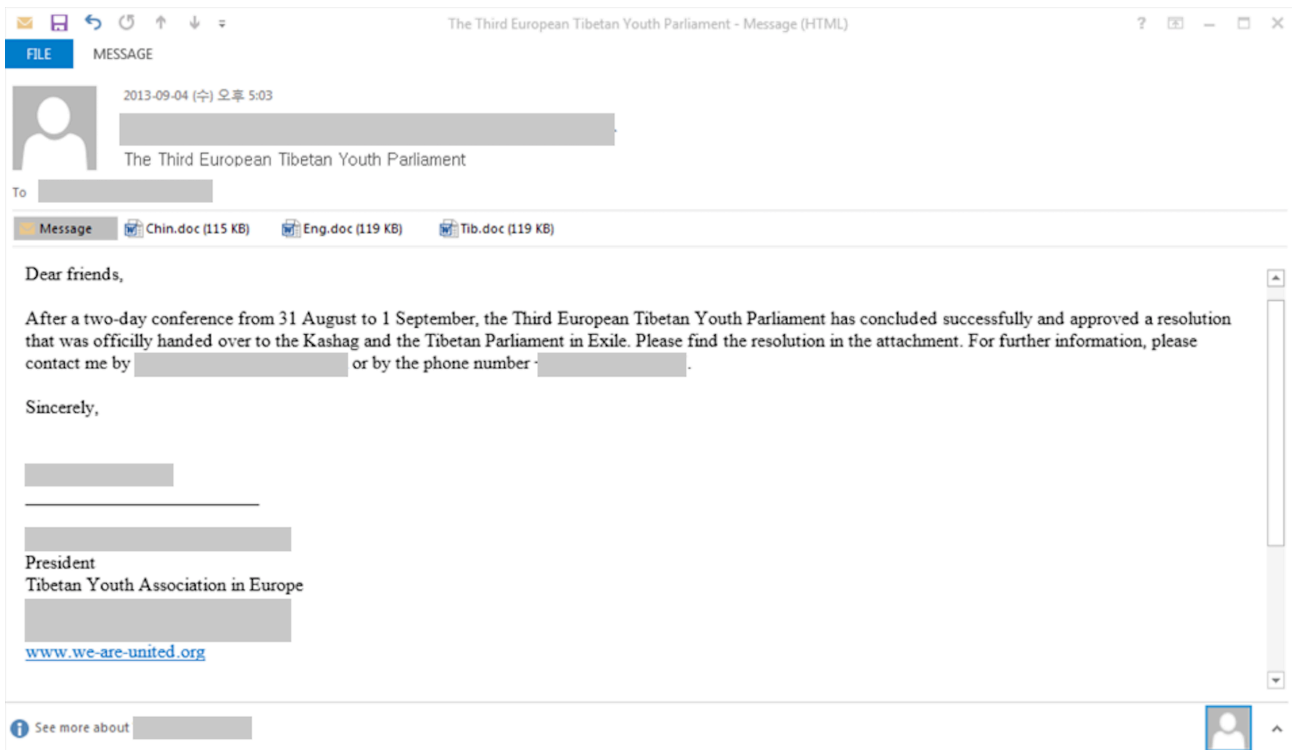 The Third European Tibetan Youth Parliament - Message (HTML)
?
FILE MESSAGE
2013-09-04 (수) 오후 5:03
The Third European Tibetan Youth Parliament
To
Message Chin.doc (115 KB) Eng.doc (119 KB) Tib.doc (119 KB)
Dear friends,
After a two-day conference from 31 August to 1 September, the Third European Tibetan Youth Parliament has concluded successfully and approved a resolution
that was officilly handed over to the Kashag and the Tibetan Parliament in Exile. Please find the resolution in the attachment. For further information, please
contact me by or by the phone number .
Sincerely,
President
Tibetan Youth Association in Europe
www.we-are-united.org
See more about